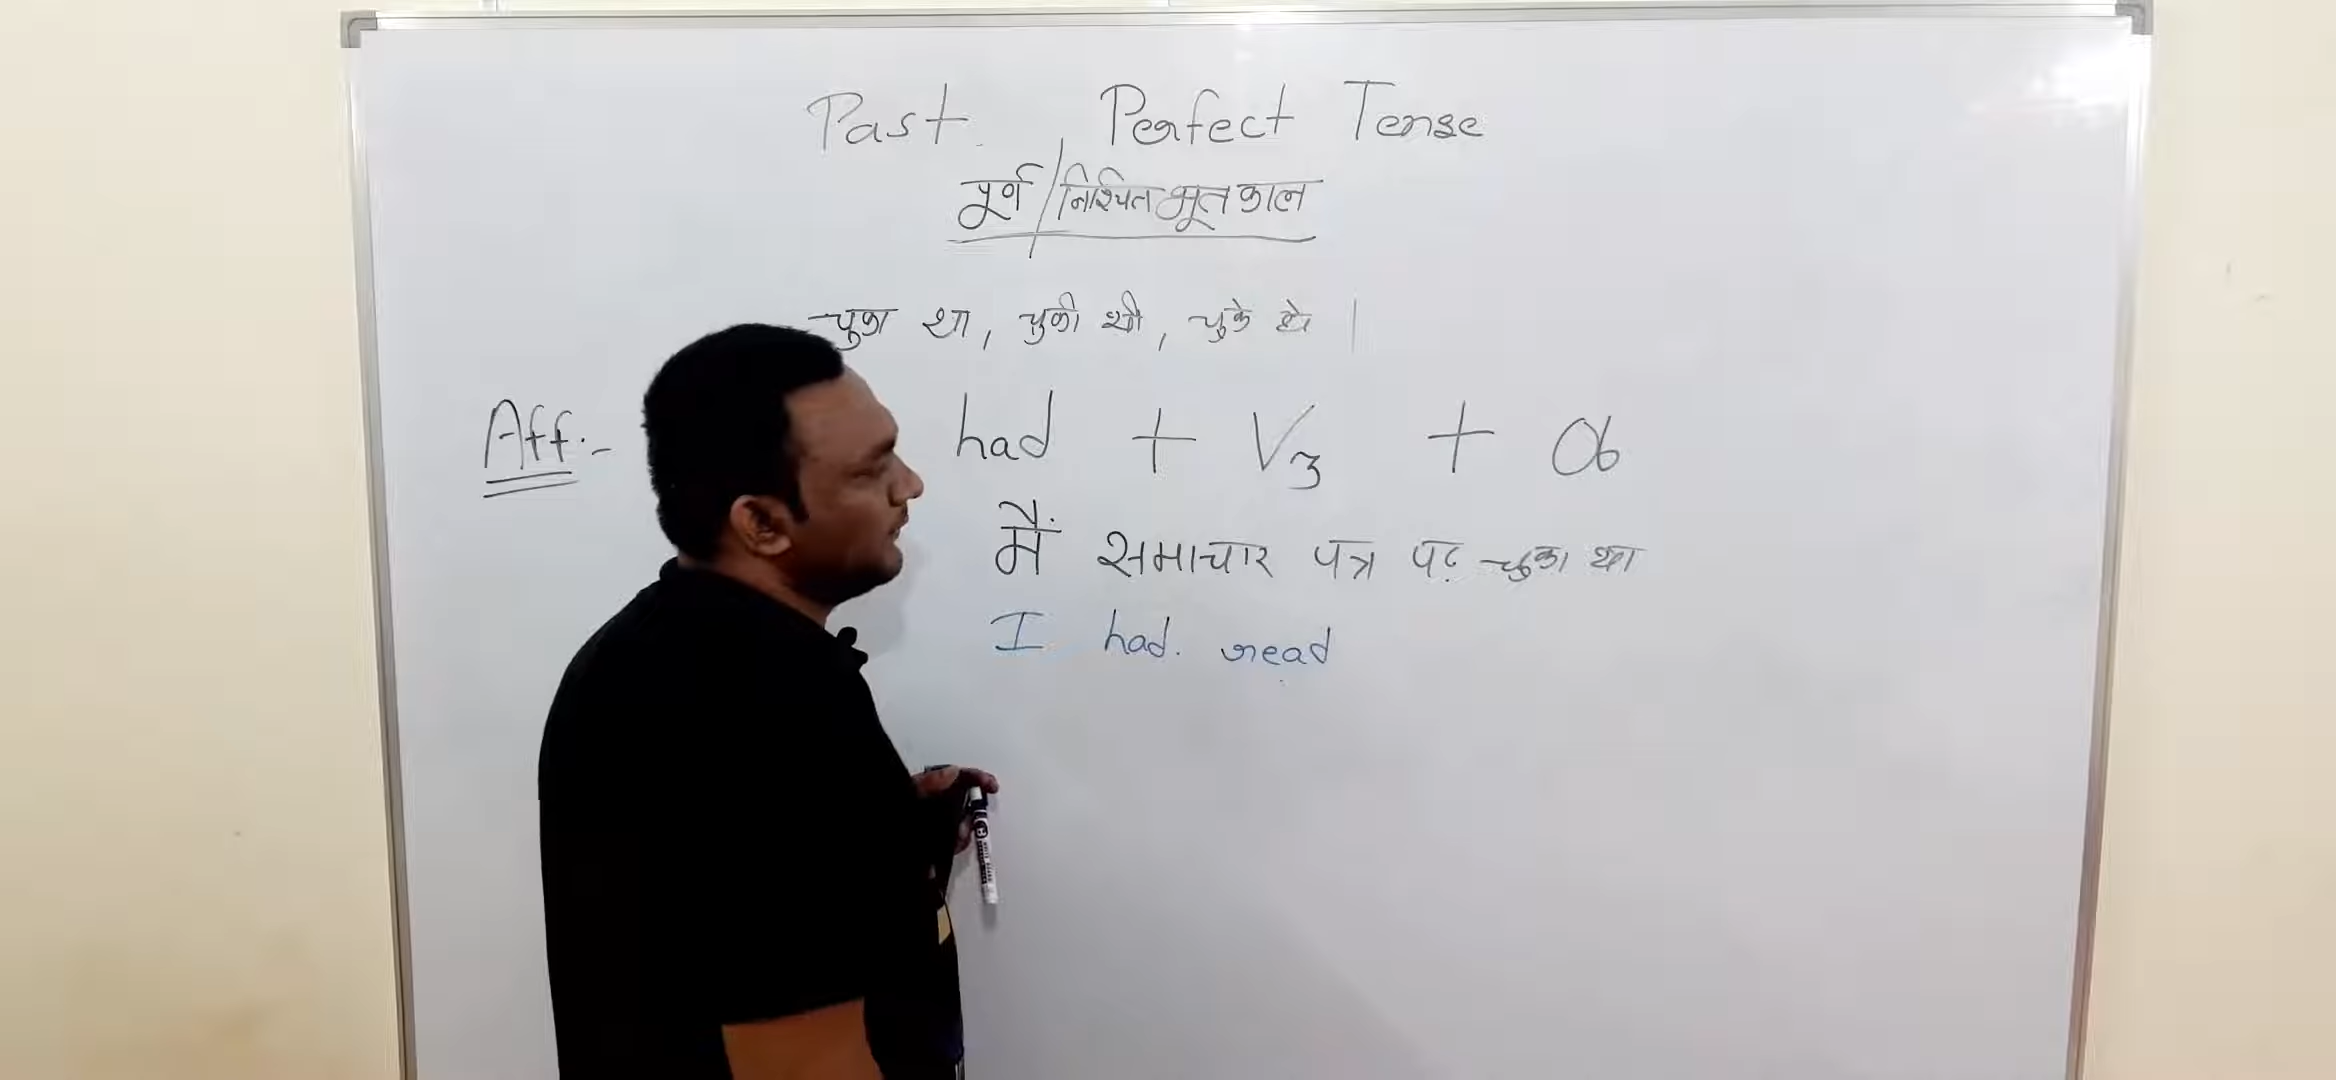 Past Perfect Tense
पूर्ण / निश्चित भूतकाल
चुका था, चुकी थी, चुके थे |
Aff:- had + V3 + Ob
मैं समाचार पत्र पढ़ चुका था
I had read